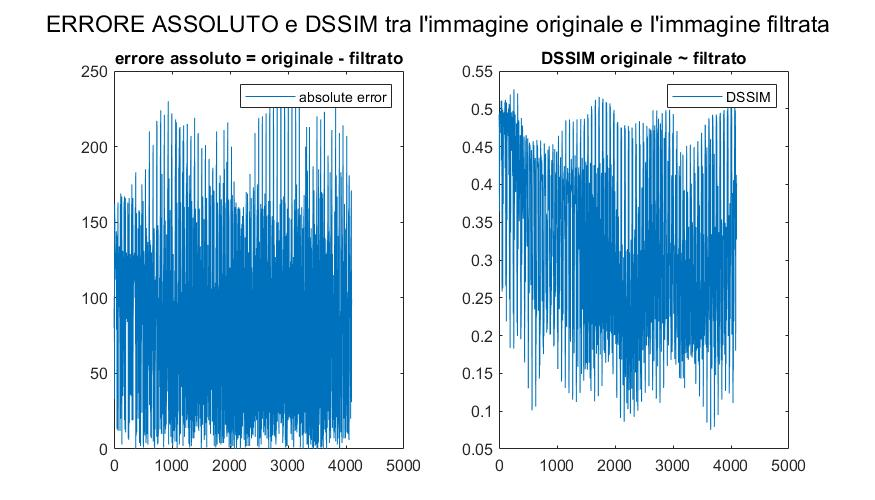 ERRORE ASSOLUTO e DSSIM tra l'immagine originale e l'immagine filtrata
errore assoluto = originale - filtrato
250
200
150
100
50
0
0 1000 2000 3000 4000 5000
absolute error
DSSIM originale ~ filtrato
0.55
0.5
0.45
0.4
0.35
0.3
0.25
0.2
0.15
0.1
0.05
0 1000 2000 3000 4000 5000
DSSIM